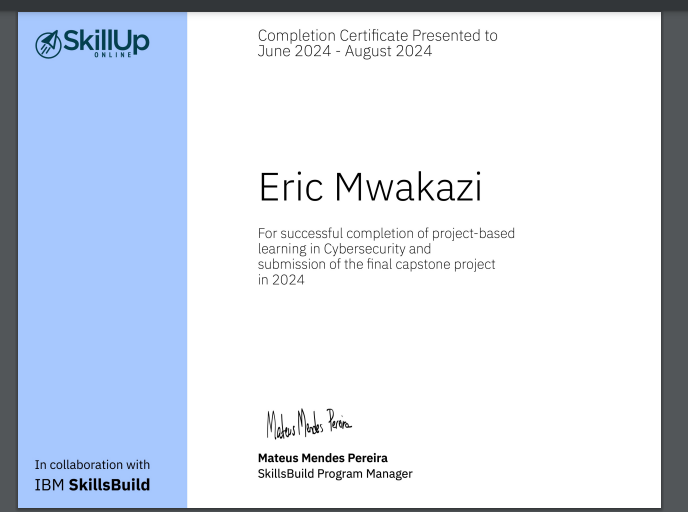 SkillUp
ONLINE
Completion Certificate Presented to
June 2024 - August 2024
Eric Mwakazi
For successful completion of project-based
learning in Cybersecurity and
submission of the final capstone project
in 2024
Mateus Mendes Pereira
Mateus Mendes Pereira
SkillsBuild Program Manager
In collaboration with
IBM SkillsBuild